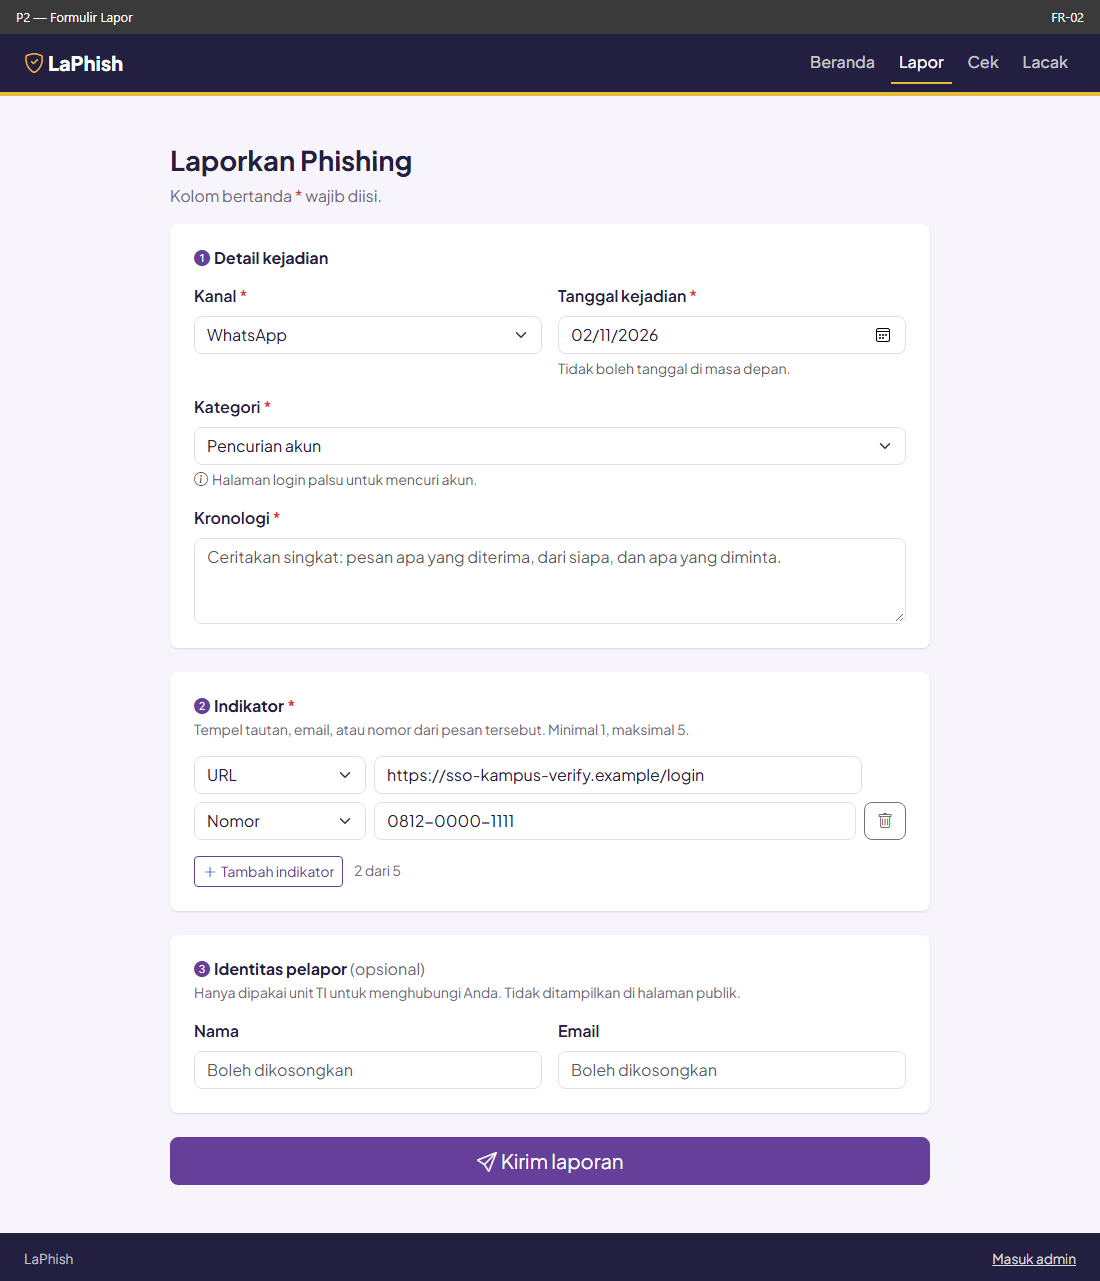 P2 — Formulir Lapor
FR-02
LaPhish
Beranda
Lapor
Cek
Lacak
Laporkan Phishing
Kolom bertanda * wajib diisi.
1 Detail kejadian
Kanal *
Tanggal kejadian *
WhatsApp
02/11/2026
Tidak boleh tanggal di masa depan.
Kategori *
Pencurian akun
Halaman login palsu untuk mencuri akun.
Kronologi *
Ceritakan singkat: pesan apa yang diterima, dari siapa, dan apa yang diminta.
2 Indikator *
Tempel tautan, email, atau nomor dari pesan tersebut. Minimal 1, maksimal 5.
URL
https://sso-kampus-verify.example/login
Nomor
0812-0000-1111
+ Tambah indikator
2 dari 5
3 Identitas pelapor (opsional)
Hanya dipakai unit TI untuk menghubungi Anda. Tidak ditampilkan di halaman publik.
Nama
Email
Boleh dikosongkan
Boleh dikosongkan
Kirim laporan
LaPhish
Masuk admin